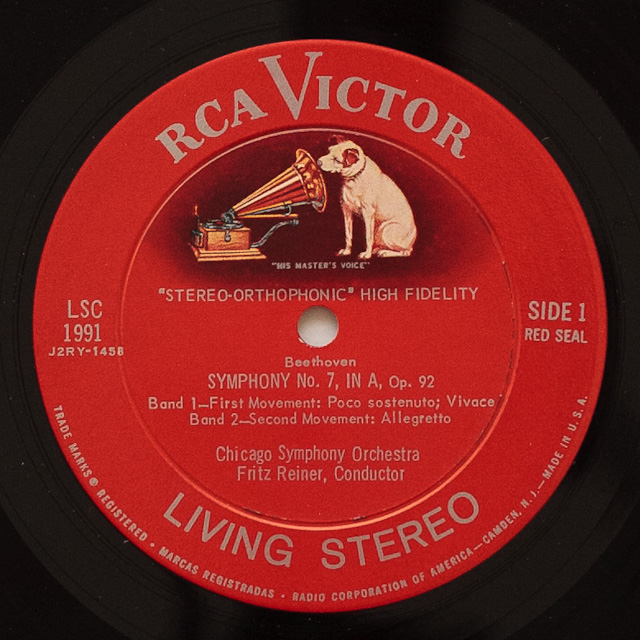 RCA VICTOR
"HIS MASTER'S VOICE"
"STEREO-ORTHOPHONIC" HIGH FIDELITY
LSC
1991
J2RY-1458
SIDE 1
RED SEAL
Beethoven
SYMPHONY No. 7, IN A, Op. 92
Band 1—First Movement: Poco sostenuto; Vivace
Band 2—Second Movement: Allegretto
Chicago Symphony Orchestra
Fritz Reiner, Conductor
LIVING STEREO
TRADE MARKS ® REGISTERED • MARCAS REGISTRADAS • RADIO CORPORATION OF AMERICA—CAMDEN, N. J.—MADE IN U.S.A.